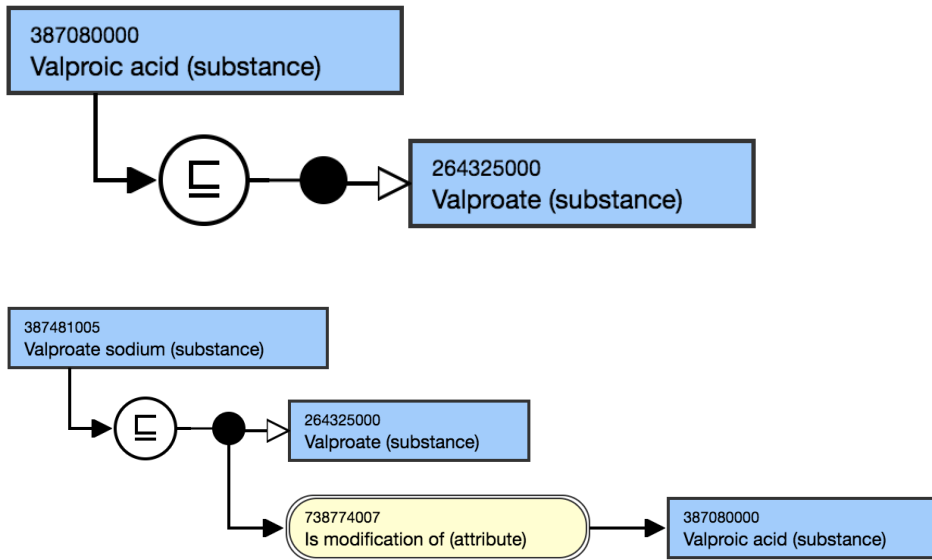 387080000
Valproic acid (substance)
⊑
264325000
Valproate (substance)
387481005
Valproate sodium (substance)
⊑
264325000
Valproate (substance)
738774007
Is modification of (attribute)
387080000
Valproic acid (substance)